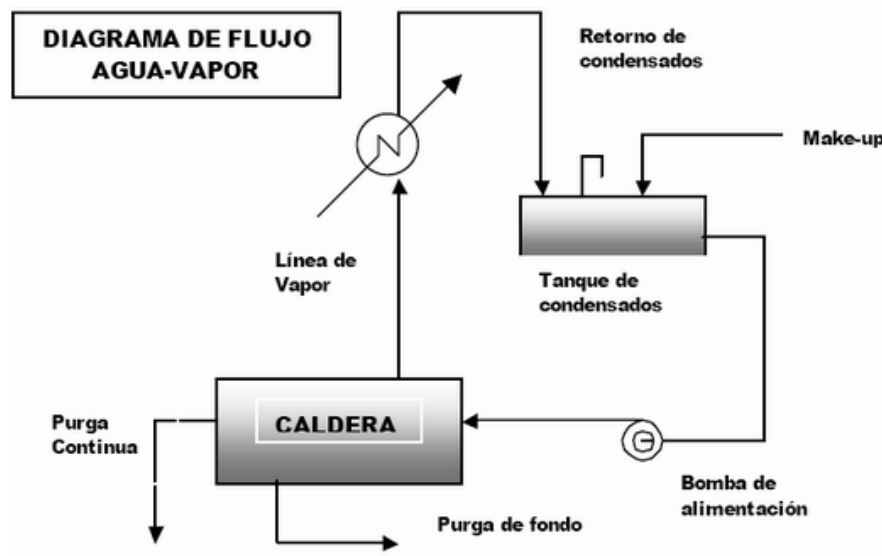 DIAGRAMA DE FLUJO
AGUA-VAPOR
Retorno de
condensados
Make-up
Línea de
Vapor
Tanque de
condensados
Purga
Continua
CALDERA
Bomba de
alimentación
Purga de fondo